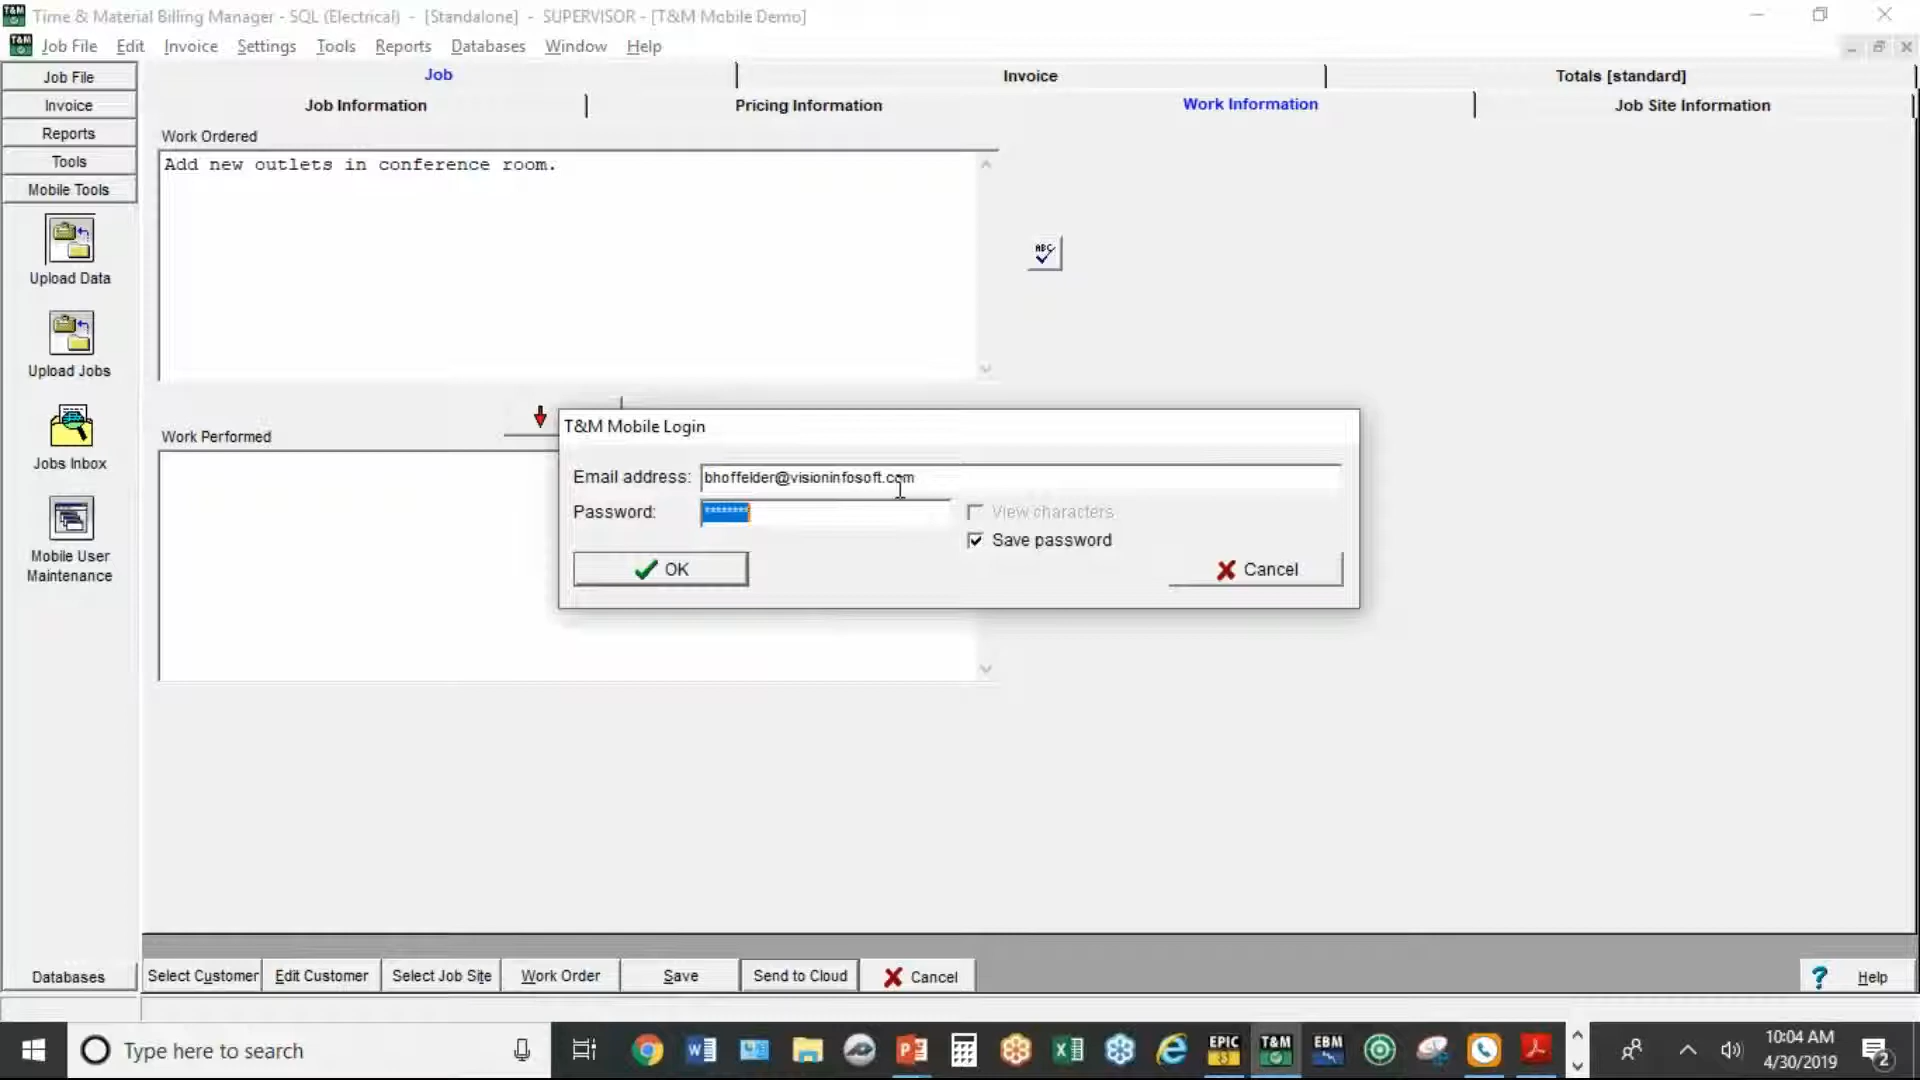 Time & Material Billing Manager - SQL (Electrical) - [Standalone] - SUPERVISOR - [T&M Mobile Demo]
Job File Edit Invoice Settings Tools Reports Databases Window Help
Job File
Invoice
Reports
Tools
Mobile Tools
Upload Data
Upload Jobs
Jobs Inbox
Mobile User
Maintenance
Databases
Job Invoice Totals [standard]
Job Information Pricing Information Work Information Job Site Information
Work Ordered
Add new outlets in conference room.
ABC
Work Performed
T&M Mobile Login
Email address: bhoffelder@visioninfosoft.com
Password: ********
View characters
Save password
OK Cancel
Select Customer Edit Customer Select Job Site Work Order Save Send to Cloud Cancel ? Help
Type here to search
EPIC T&M EBM
10:04 AM
4/30/2019
2